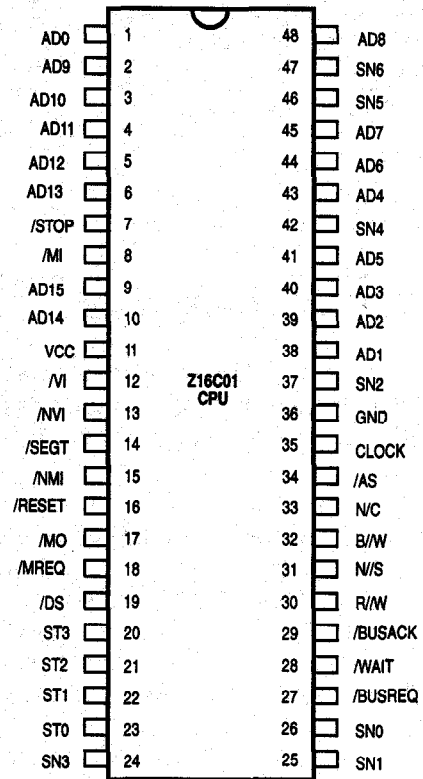 AD0 1 48 AD8
AD9 2 47 SN6
AD10 3 46 SN5
AD11 4 45 AD7
AD12 5 44 AD6
AD13 6 43 AD4
/STOP 7 42 SN4
/MI 8 41 AD5
AD15 9 40 AD3
AD14 10 39 AD2
VCC 11 38 AD1
/VI 12 Z16C01 37 SN2
CPU
/NVI 13 36 GND
/SEGT 14 35 CLOCK
/NMI 15 34 /AS
/RESET 16 33 N/C
/MO 17 32 B//W
/MREQ 18 31 N//S
/DS 19 30 R//W
ST3 20 29 /BUSACK
ST2 21 28 /WAIT
ST1 22 27 /BUSREQ
ST0 23 26 SN0
SN3 24 25 SN1